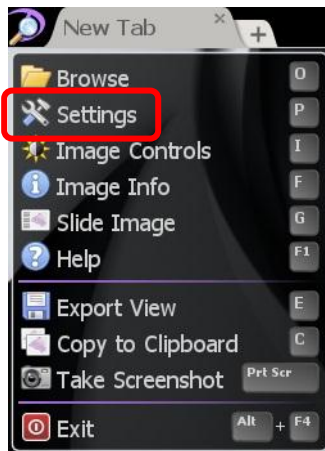 New Tab × +
Browse O
Settings P
Image Controls I
Image Info F
Slide Image G
Help F1
Export View E
Copy to Clipboard C
Take Screenshot Prt Scr
Exit Alt + F4